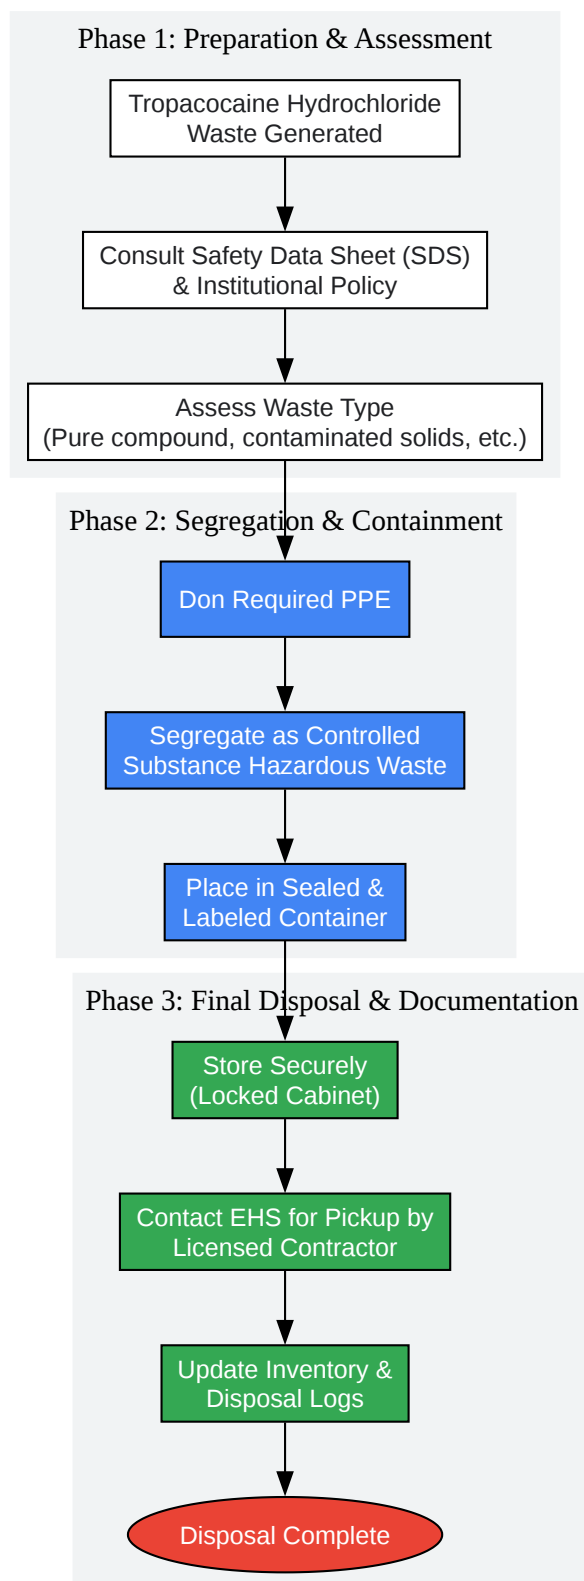 Phase 1: Preparation & Assessment
Tropacocaine Hydrochloride
Waste Generated
Consult Safety Data Sheet (SDS)
& Institutional Policy
Assess Waste Type
(Pure compound, contaminated solids, etc.)
Phase 2: Segregation & Containment
Don Required PPE
Segregate as Controlled
Substance Hazardous Waste
Place in Sealed &
Labeled Container
Phase 3: Final Disposal & Documentation
Store Securely
(Locked Cabinet)
Contact EHS for Pickup by
Licensed Contractor
Update Inventory &
Disposal Logs
Disposal Complete